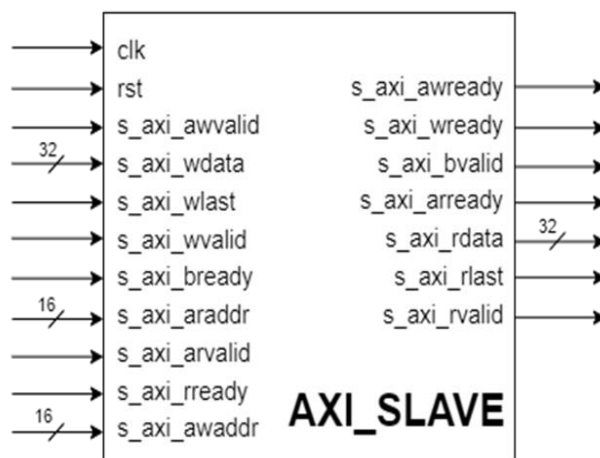 clk
rst
s_axi_awvalid
32
s_axi_wdata
s_axi_wlast
s_axi_wvalid
s_axi_bready
16
s_axi_araddr
s_axi_arvalid
s_axi_rready
16
s_axi_awaddr
s_axi_awready
s_axi_wready
s_axi_bvalid
s_axi_arready
s_axi_rdata
32
s_axi_rlast
s_axi_rvalid
AXI_SLAVE